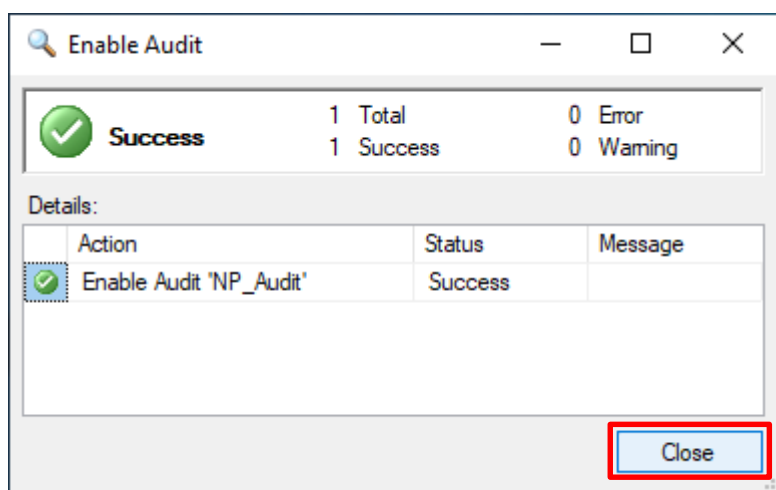 Enable Audit
Success
1 Total
0 Error
1 Success
0 Warning
Details:
Action Status Message
Enable Audit 'NP_Audit' Success
Close